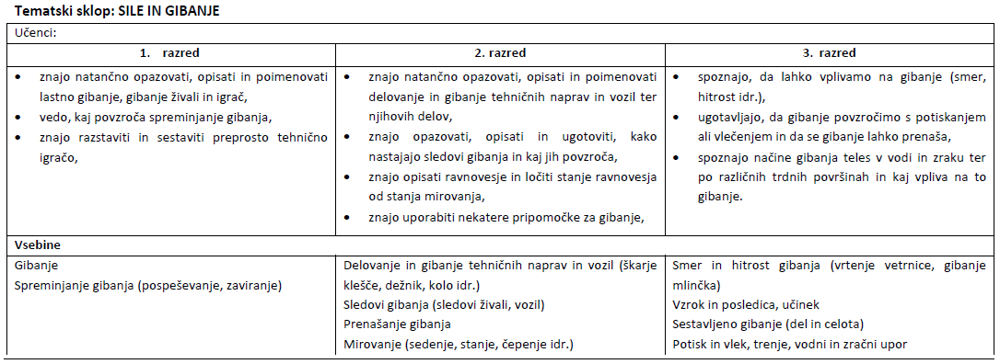 Tematski sklop: SILE IN GIBANJE
Učenci:
1. razred
2. razred
3. razred
• znajo natančno opazovati, opisati in poimenovati
lastno gibanje, gibanje živali in igrač,
• vedo, kaj povzroča spreminjanje gibanja,
• znajo razstaviti in sestaviti preprosto tehnično
igračo,
• znajo natančno opazovati, opisati in poimenovati
delovanje in gibanje tehničnih naprav in vozil ter
njihovih delov,
• znajo opazovati, opisati in ugotoviti, kako
nastajajo sledovi gibanja in kaj jih povzroča,
• znajo opisati ravnovesje in ločiti stanje ravnovesja
od stanja mirovanja,
• znajo uporabiti nekatere pripomočke za gibanje,
• spoznajo, da lahko vplivamo na gibanje (smer,
hitrost idr.),
• ugotavljajo, da gibanje povzročimo s potiskanjem
ali vlečenjem in da se gibanje lahko prenaša,
• spoznajo načine gibanja teles v vodi in zraku ter
po različnih trdnih površinah in kaj vpliva na to
gibanje.
Vsebine
Gibanje
Spreminjanje gibanja (pospeševanje, zaviranje)
Delovanje in gibanje tehničnih naprav in vozil (škarje
klešče, dežnik, kolo idr.)
Sledovi gibanja (sledovi živali, vozil)
Prenašanje gibanja
Mirovanje (sedenje, stanje, čepenje idr.)
Smer in hitrost gibanja (vrtenje vetrnice, gibanje
mlinčka)
Vzrok in posledica, učinek
Sestavljeno gibanje (del in celota)
Potisk in vlek, trenje, vodni in zračni upor